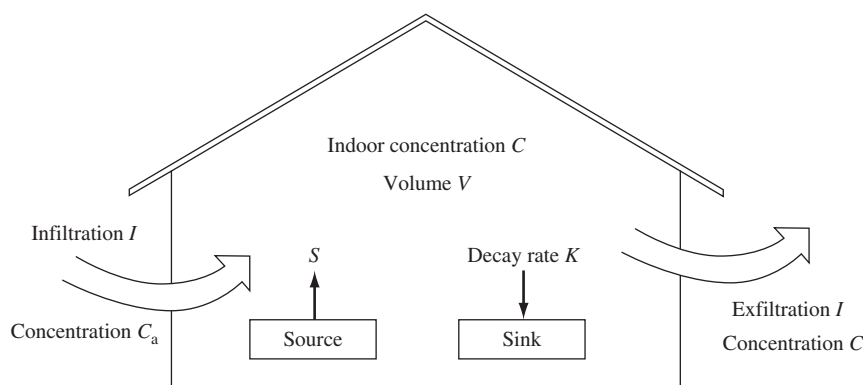 Indoor concentration C
Volume V
Infiltration I
S
Decay rate K
Concentration Ca
Source
Sink
Exfiltration I
Concentration C